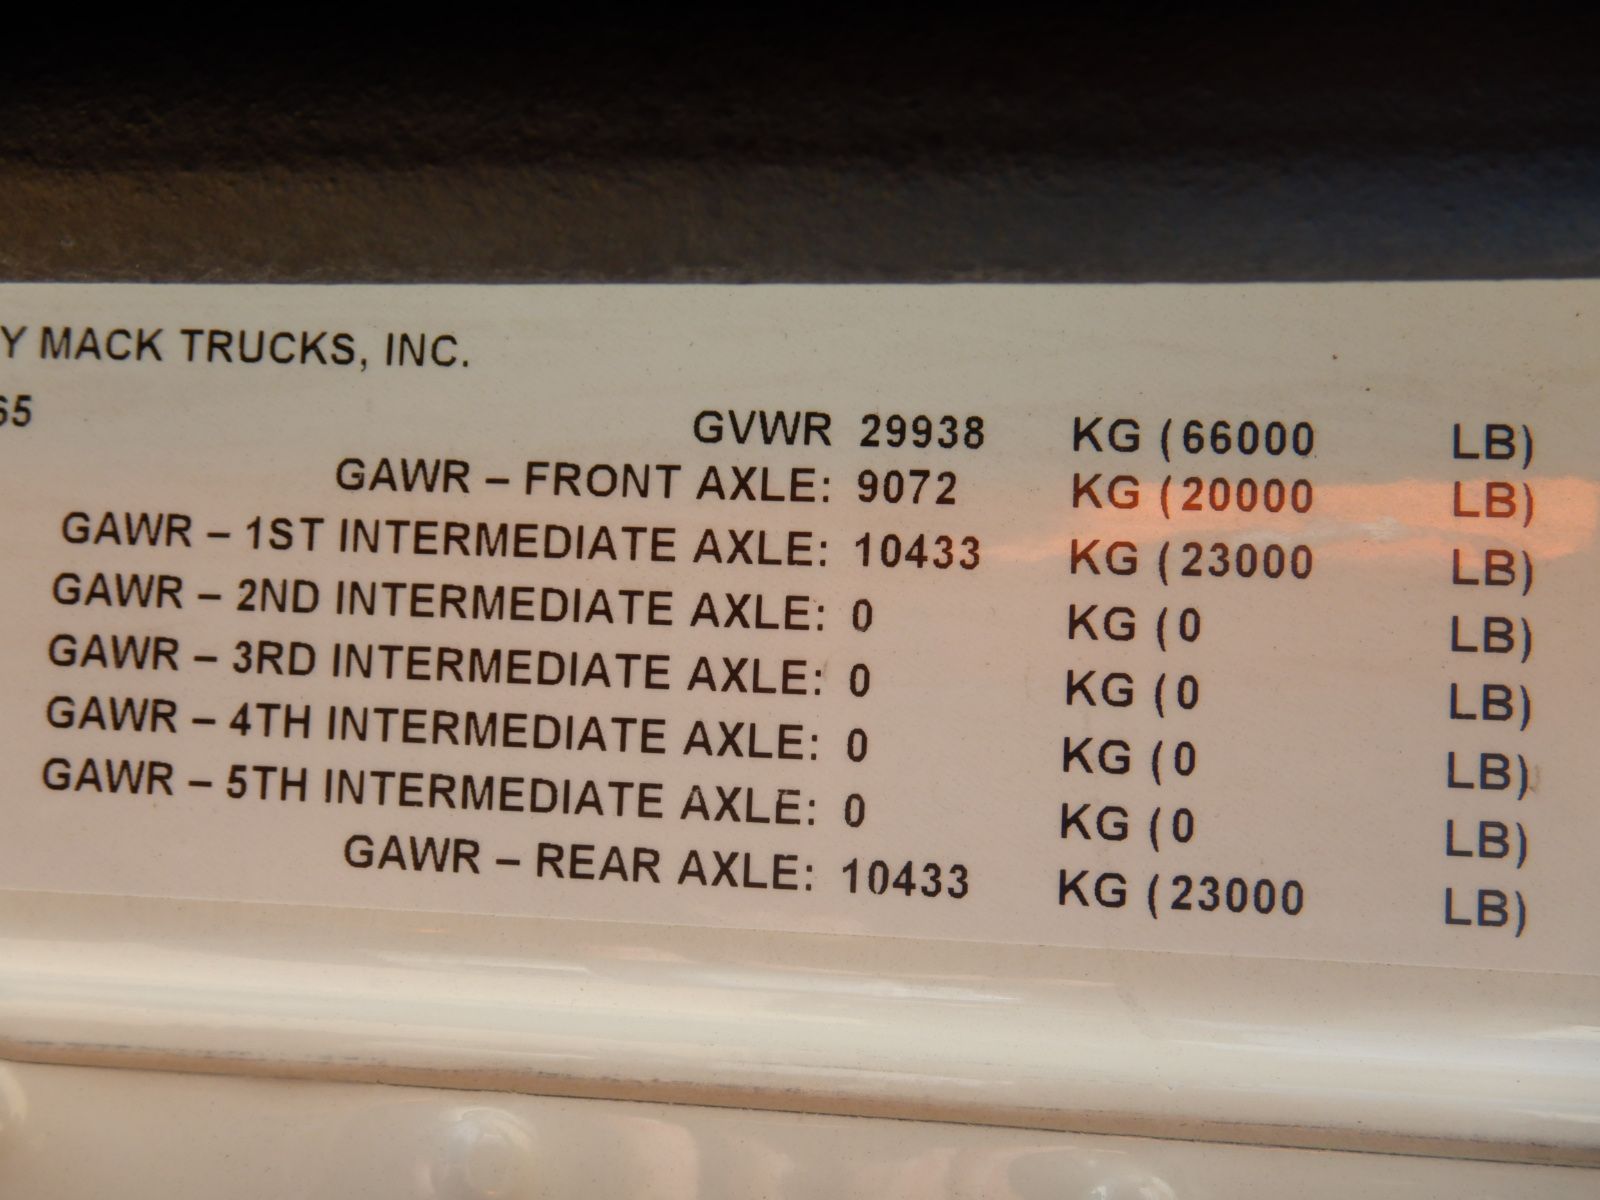 Y MACK TRUCKS, INC.
65
GVWR 29938 KG (66000 LB)
GAWR – FRONT AXLE: 9072 KG (20000 LB)
GAWR – 1ST INTERMEDIATE AXLE: 10433 KG (23000 LB)
GAWR – 2ND INTERMEDIATE AXLE: 0 KG (0 LB)
GAWR – 3RD INTERMEDIATE AXLE: 0 KG (0 LB)
GAWR – 4TH INTERMEDIATE AXLE: 0 KG (0 LB)
GAWR – 5TH INTERMEDIATE AXLE: 0 KG (0 LB)
GAWR – REAR AXLE: 10433 KG (23000 LB)